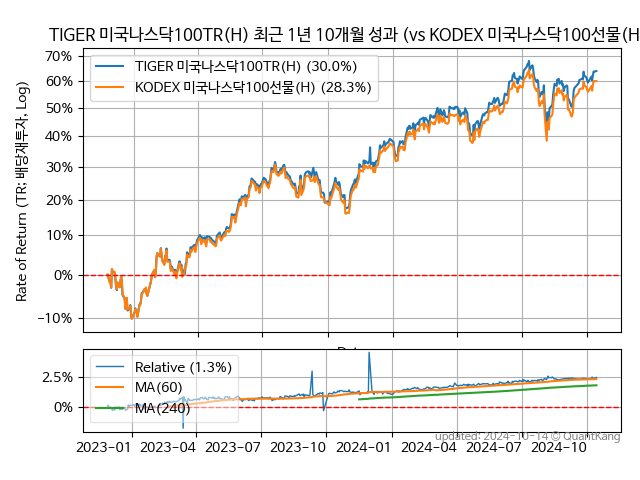 TIGER 미국나스닥100TR(H) 최근 1년 10개월 성과 (vs KODEX 미국나스닥100선물(H
70%
60%
50%
40%
30%
20%
10%
0%
−10%
Rate of Return (TR: 배당재투자, Log)
TIGER 미국나스닥100TR(H) (30.0%)
KODEX 미국나스닥100선물(H) (28.3%)
2.5%
0%
Relative (1.3%)
MA(60)
MA(240)
updated: 2024-10-14 © QuantKang
2023-01 2023-04 2023-07 2023-10 2024-01 2024-04 2024-07 2024-10